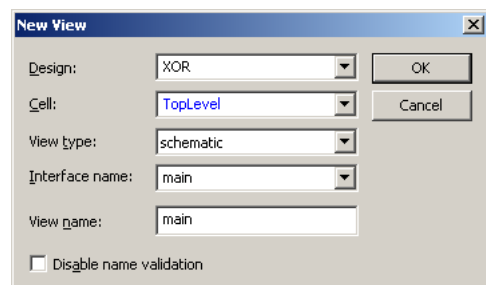 New View
Design: XOR OK
Cell: TopLevel Cancel
View type: schematic
Interface name: main
View name: main
Disable name validation